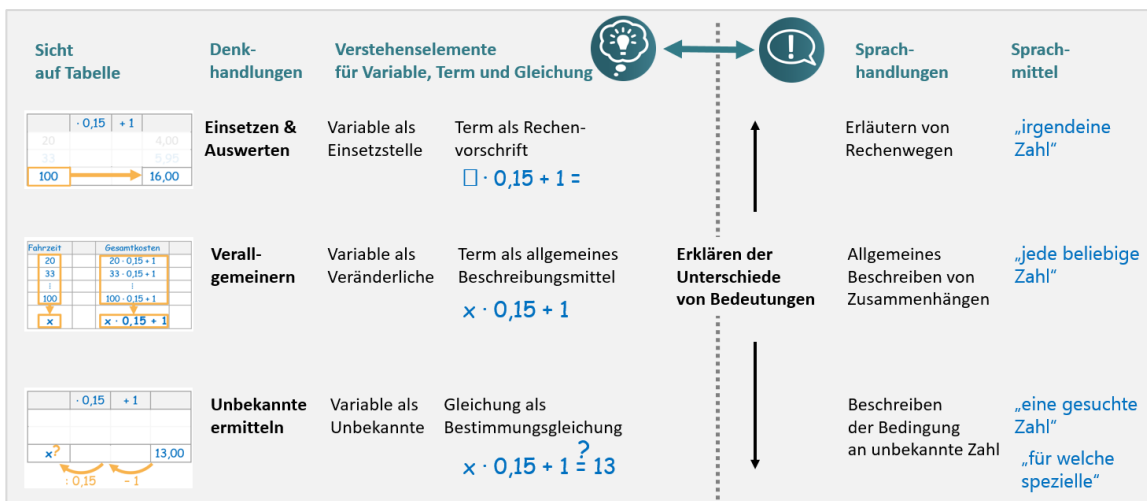 Sicht
auf Tabelle
Denk-
handlungen
Verstehenselemente
für Variable, Term und Gleichung
Sprach-
handlungen
Sprach-
mittel
· 0,15 + 1
20 4,00
33 5,95
100 16,00
Einsetzen &
Auswerten
Variable als
Einsetzstelle
Term als Rechen-
vorschrift
□ · 0,15 + 1 =
Erläutern von
Rechenwegen
„irgendeine
Zahl“
Fahrzeit Gesamtkosten
20 20 · 0,15 + 1
33 33 · 0,15 + 1
⋮ ⋮
100 100 · 0,15 + 1
x x · 0,15 + 1
Verall-
gemeinern
Variable als
Veränderliche
Term als allgemeines
Beschreibungsmittel
x · 0,15 + 1
Erklären der
Unterschiede
von Bedeutungen
Allgemeines
Beschreiben von
Zusammenhängen
„jede beliebige
Zahl“
· 0,15 + 1
x? 13,00
: 0,15 − 1
Unbekannte
ermitteln
Variable als
Unbekannte
Gleichung als
Bestimmungsgleichung
?
x · 0,15 + 1 = 13
Beschreiben
der Bedingung
an unbekannte Zahl
„eine gesuchte
Zahl“
„für welche
spezielle“